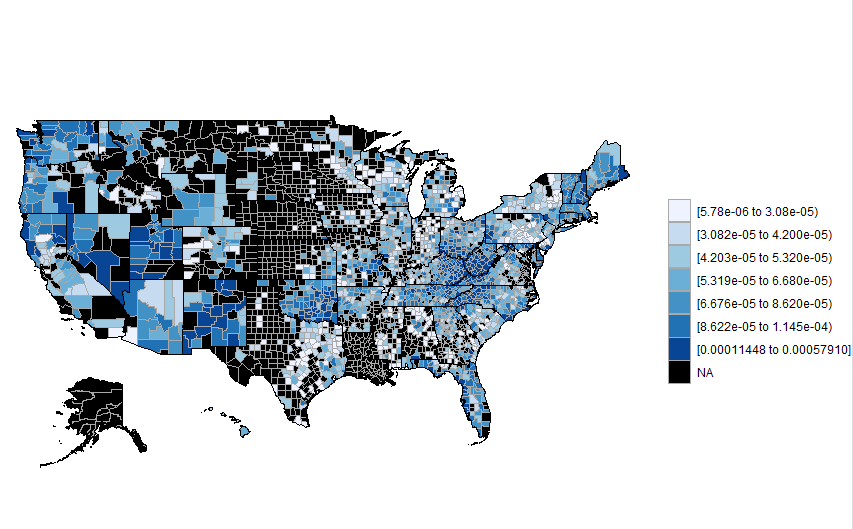 [5.78e-06 to 3.08e-05)
[3.082e-05 to 4.200e-05)
[4.203e-05 to 5.320e-05)
[5.319e-05 to 6.680e-05)
[6.676e-05 to 8.620e-05)
[8.622e-05 to 1.145e-04)
[0.00011448 to 0.00057910]
NA